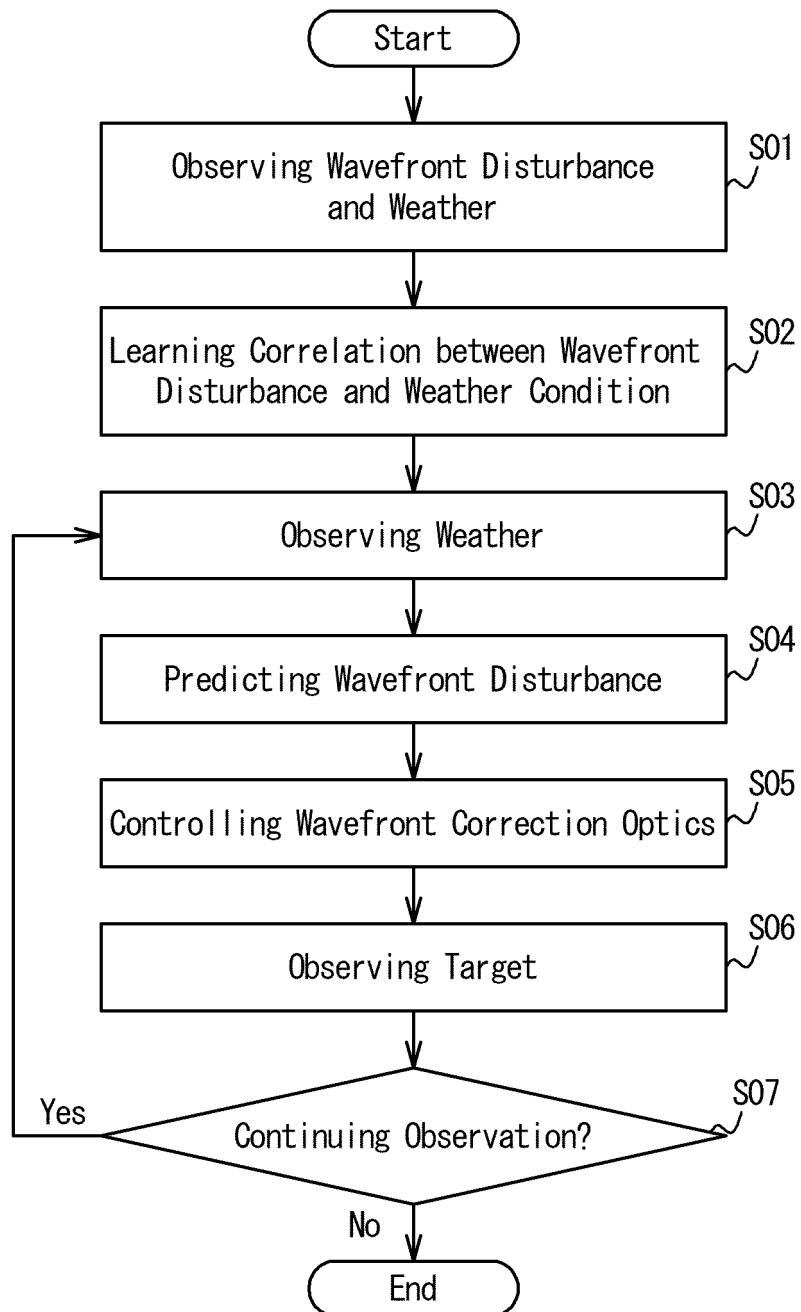 Start
Observing Wavefront Disturbance
and Weather
S01
Learning Correlation between Wavefront
Disturbance and Weather Condition
S02
Observing Weather
S03
Predicting Wavefront Disturbance
S04
Controlling Wavefront Correction Optics
S05
Observing Target
S06
Continuing Observation?
S07
Yes
No
End